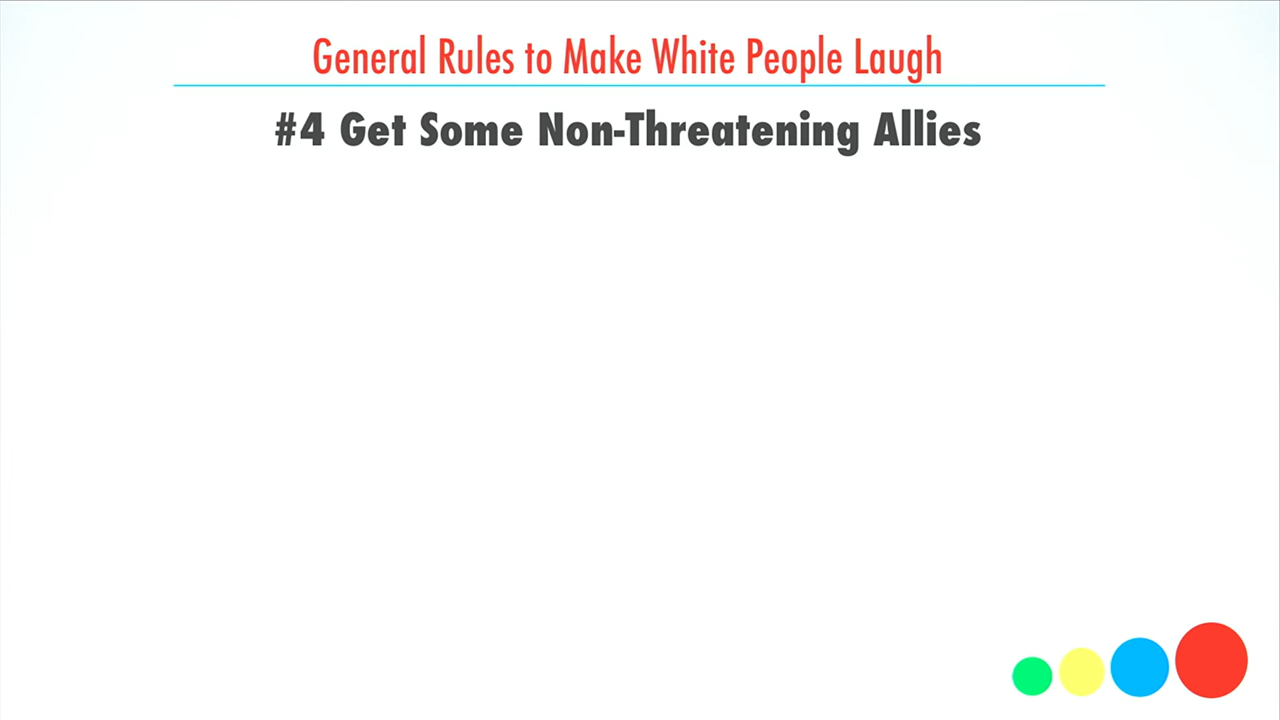 General Rules to Make White People Laugh
#4 Get Some Non-Threatening Allies